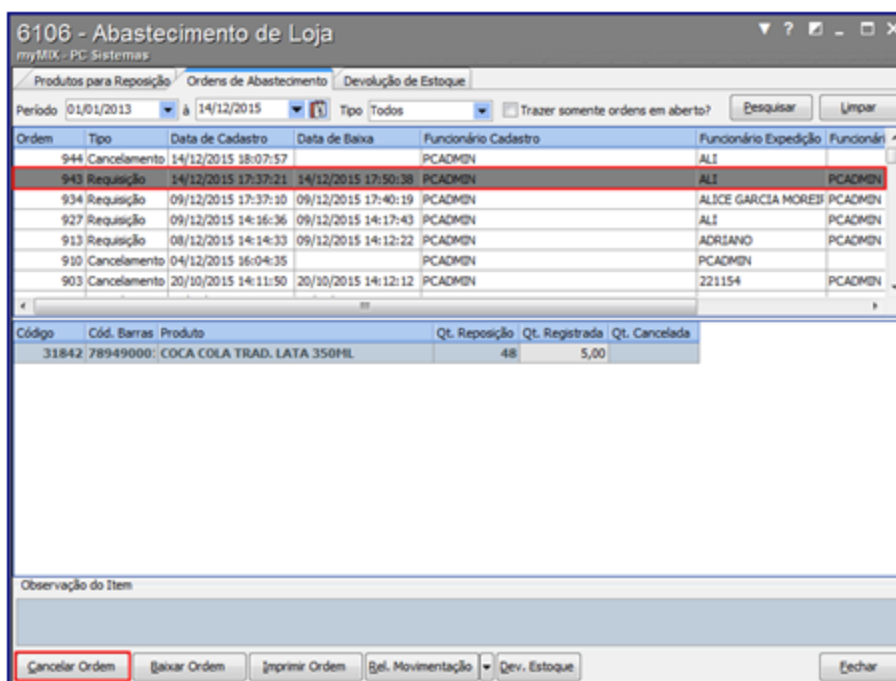 6106 - Abastecimento de Loja
myMIX - PC Sistemas
Produtos para Reposição Ordens de Abastecimento Devolução de Estoque
Período 01/01/2013 à 14/12/2015 Tipo Todos Trazer somente ordens em aberto? Pesquisar Limpar
Ordem Tipo Data de Cadastro Data de Baixa Funcionário Cadastro Funcionário Expedição Funcionári
944 Cancelamento 14/12/2015 18:07:57 PCADMIN ALI
943 Requisição 14/12/2015 17:37:21 14/12/2015 17:50:38 PCADMIN ALI PCADMIN
934 Requisição 09/12/2015 17:37:10 09/12/2015 17:40:19 PCADMIN ALICE GARCIA MOREIF PCADMIN
927 Requisição 09/12/2015 14:16:36 09/12/2015 14:17:43 PCADMIN ALI PCADMIN
913 Requisição 08/12/2015 14:14:33 09/12/2015 14:12:22 PCADMIN ADRIANO PCADMIN
910 Cancelamento 04/12/2015 16:04:35 PCADMIN PCADMIN
903 Cancelamento 20/10/2015 14:11:50 20/10/2015 14:12:12 PCADMIN 221154 PCADMIN
Código Cód. Barras Produto Qt. Reposição Qt. Registrada Qt. Cancelada
31842 78949000: COCA COLA TRAD. LATA 350ML 48 5,00
Observação do Item
Cancelar Ordem Baixar Ordem Imprimir Ordem Rel. Movimentação Dev. Estoque Fechar